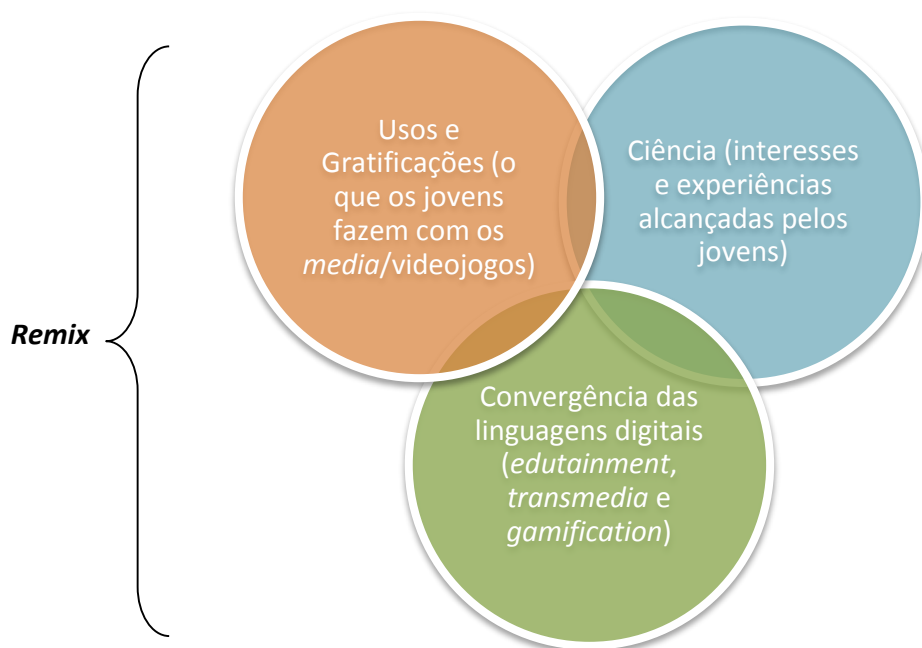 Remix
Usos e
Gratificações (o
que os jovens
fazem com os
media/videojogos)
Ciência (interesses
e experiências
alcançadas pelos
jovens)
Convergência das
linguagens digitais
(edutainment,
transmedia e
gamification)